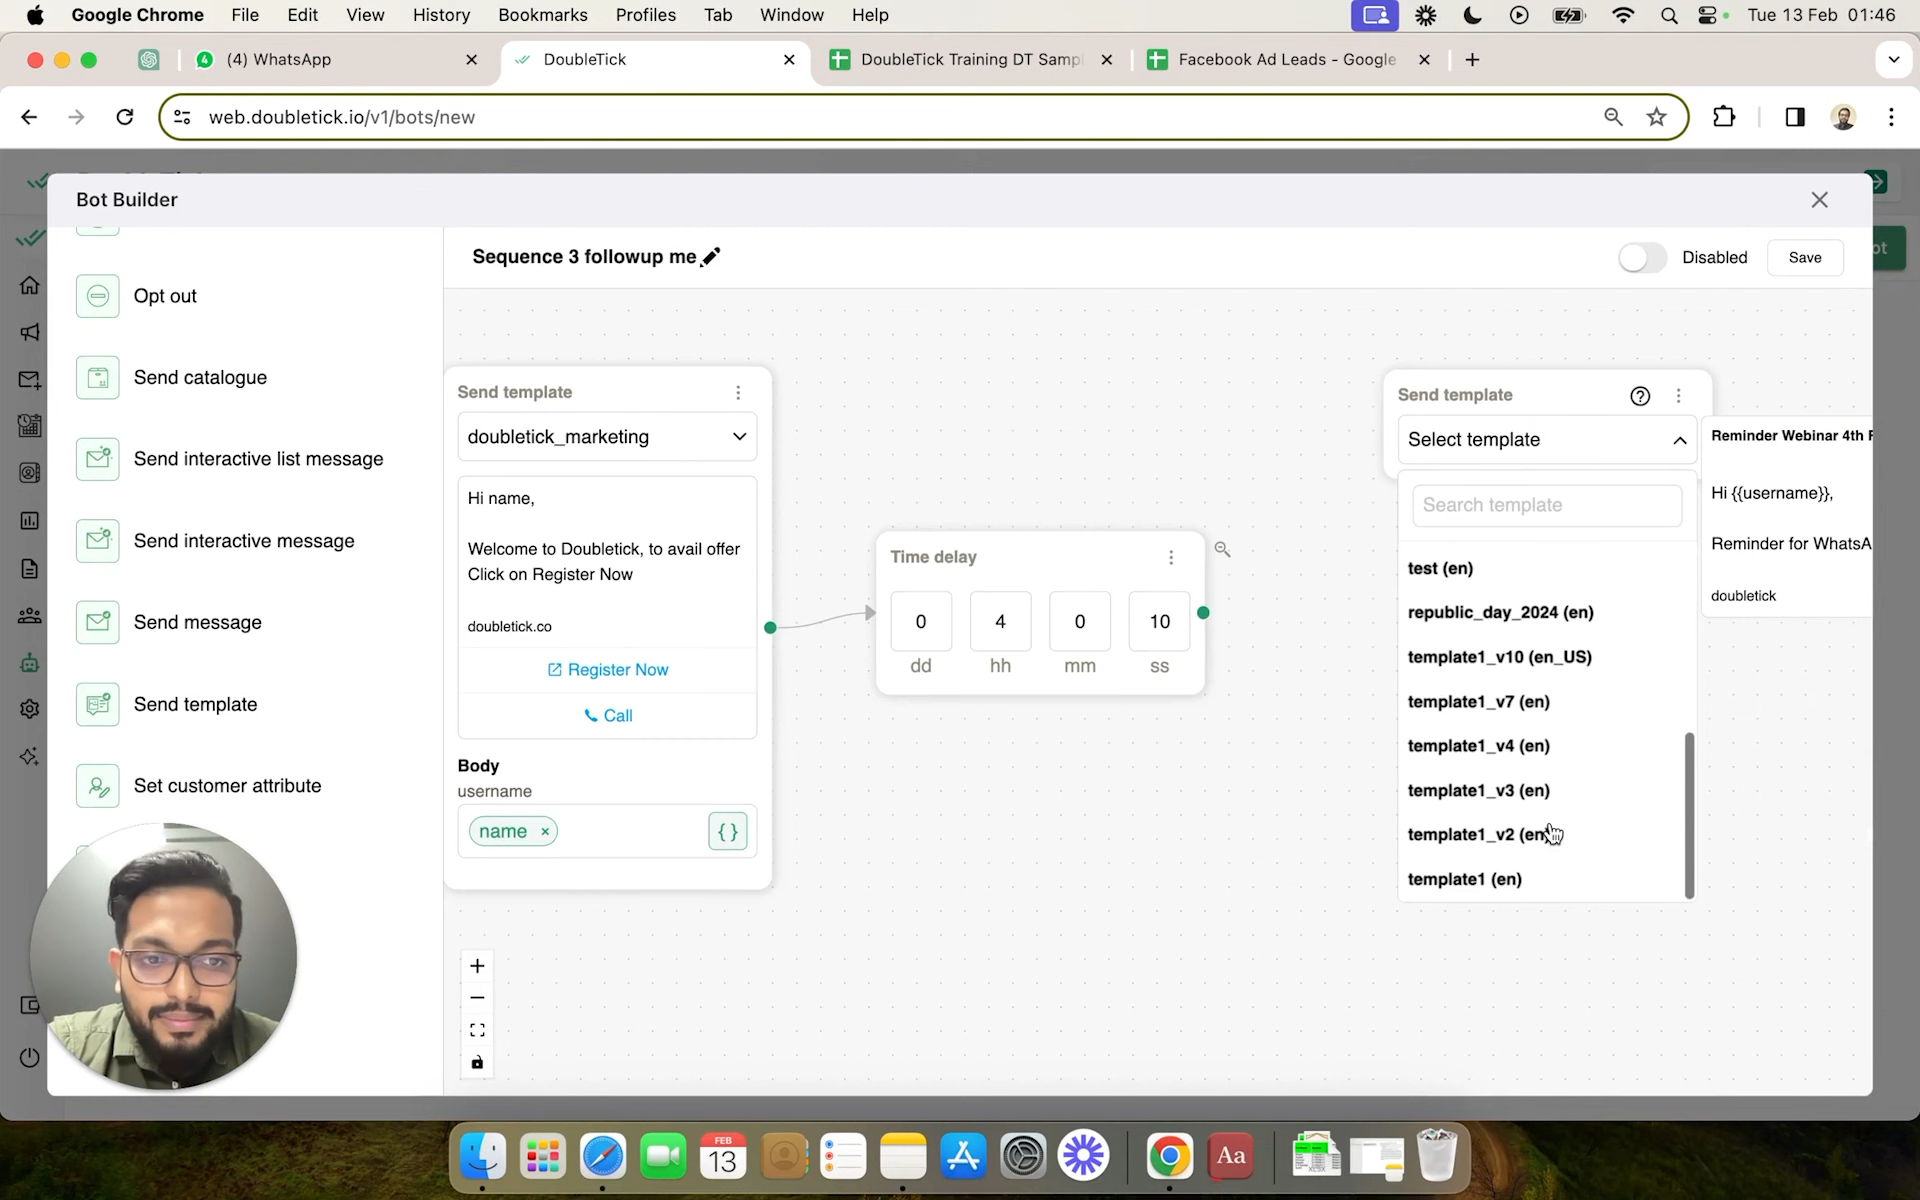 Google Chrome File Edit View History Bookmarks Profiles Tab Window Help
Tue 13 Feb 01:46
4
(4) WhatsApp
DoubleTick
DoubleTick Training DT Samp
Facebook Ad Leads - Google
web.doubletick.io/v1/bots/new
Bot Builder
ot
Opt out
Send catalogue
Send interactive list message
Send interactive message
Send message
Send template
Set customer attribute
Sequence 3 followup me
Disabled
Save
Send template
doubletick_marketing
Hi name,
Welcome to Doubletick, to avail offer
Click on Register Now
doubletick.co
Register Now
Call
Body
username
name ×
{ }
Time delay
0 4 0 10
dd hh mm ss
Send template
Select template
Search template
test (en)
republic_day_2024 (en)
template1_v10 (en_US)
template1_v7 (en)
template1_v4 (en)
template1_v3 (en)
template1_v2 (en
template1 (en)
Reminder Webinar 4th F
Hi {{username}},
Reminder for WhatsA
doubletick
FEB
13
Aa